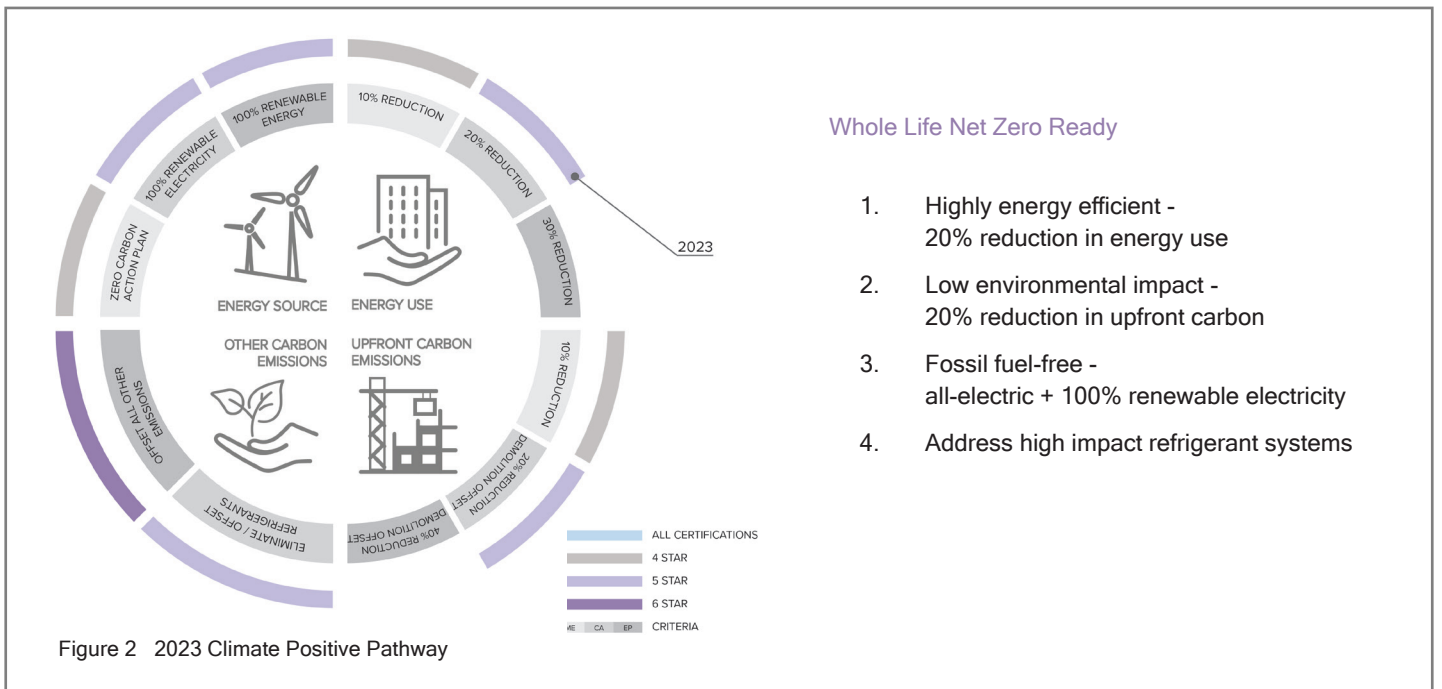 100% RENEWABLE
ENERGY
10% REDUCTION
20% REDUCTION
30% REDUCTION
100% RENEWABLE
ELECTRICITY
ZERO CARBON
ACTION PLAN
2023
ENERGY SOURCE
ENERGY USE
OTHER CARBON
EMISSIONS
UPFRONT CARBON
EMISSIONS
10% REDUCTION
20% REDUCTION
DEMOLITION OFFSET
40% REDUCTION
DEMOLITION OFFSET
ELIMINATE / OFFSET
REFRIGERANTS
OFFSET ALL OTHER
EMISSIONS
ALL CERTIFICATIONS
4 STAR
5 STAR
6 STAR
ME CA EP CRITERIA
Figure 2 2023 Climate Positive Pathway
Whole Life Net Zero Ready
1. Highly energy efficient -
20% reduction in energy use
2. Low environmental impact -
20% reduction in upfront carbon
3. Fossil fuel-free -
all-electric + 100% renewable electricity
4. Address high impact refrigerant systems